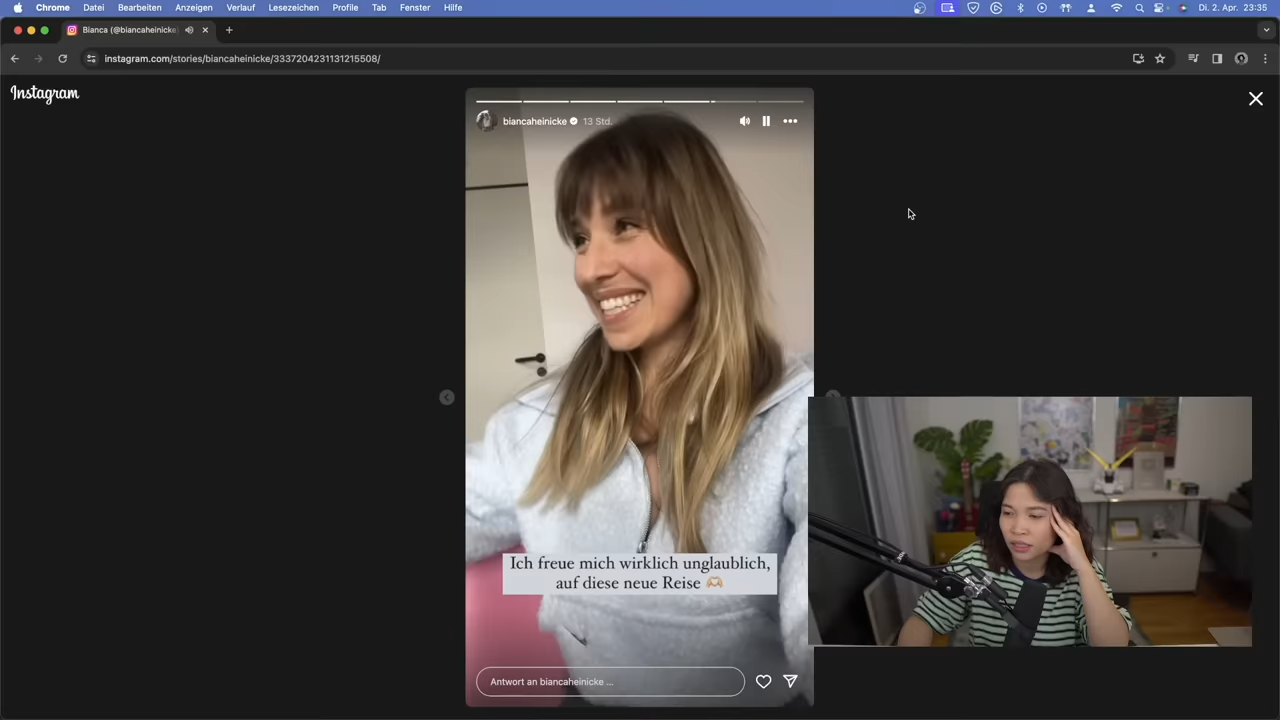 Chrome Datei Bearbeiten Anzeigen Verlauf Lesezeichen Profile Tab Fenster Hilfe Di. 2. Apr. 23:35
Bianca (@biancaheinicke)
instagram.com/stories/biancaheinicke/3337204231131215508/
Instagram
biancaheinicke 13 Std.
Ich freue mich wirklich unglaublich,
auf diese neue Reise 🫶🏼
Antwort an biancaheinicke ...